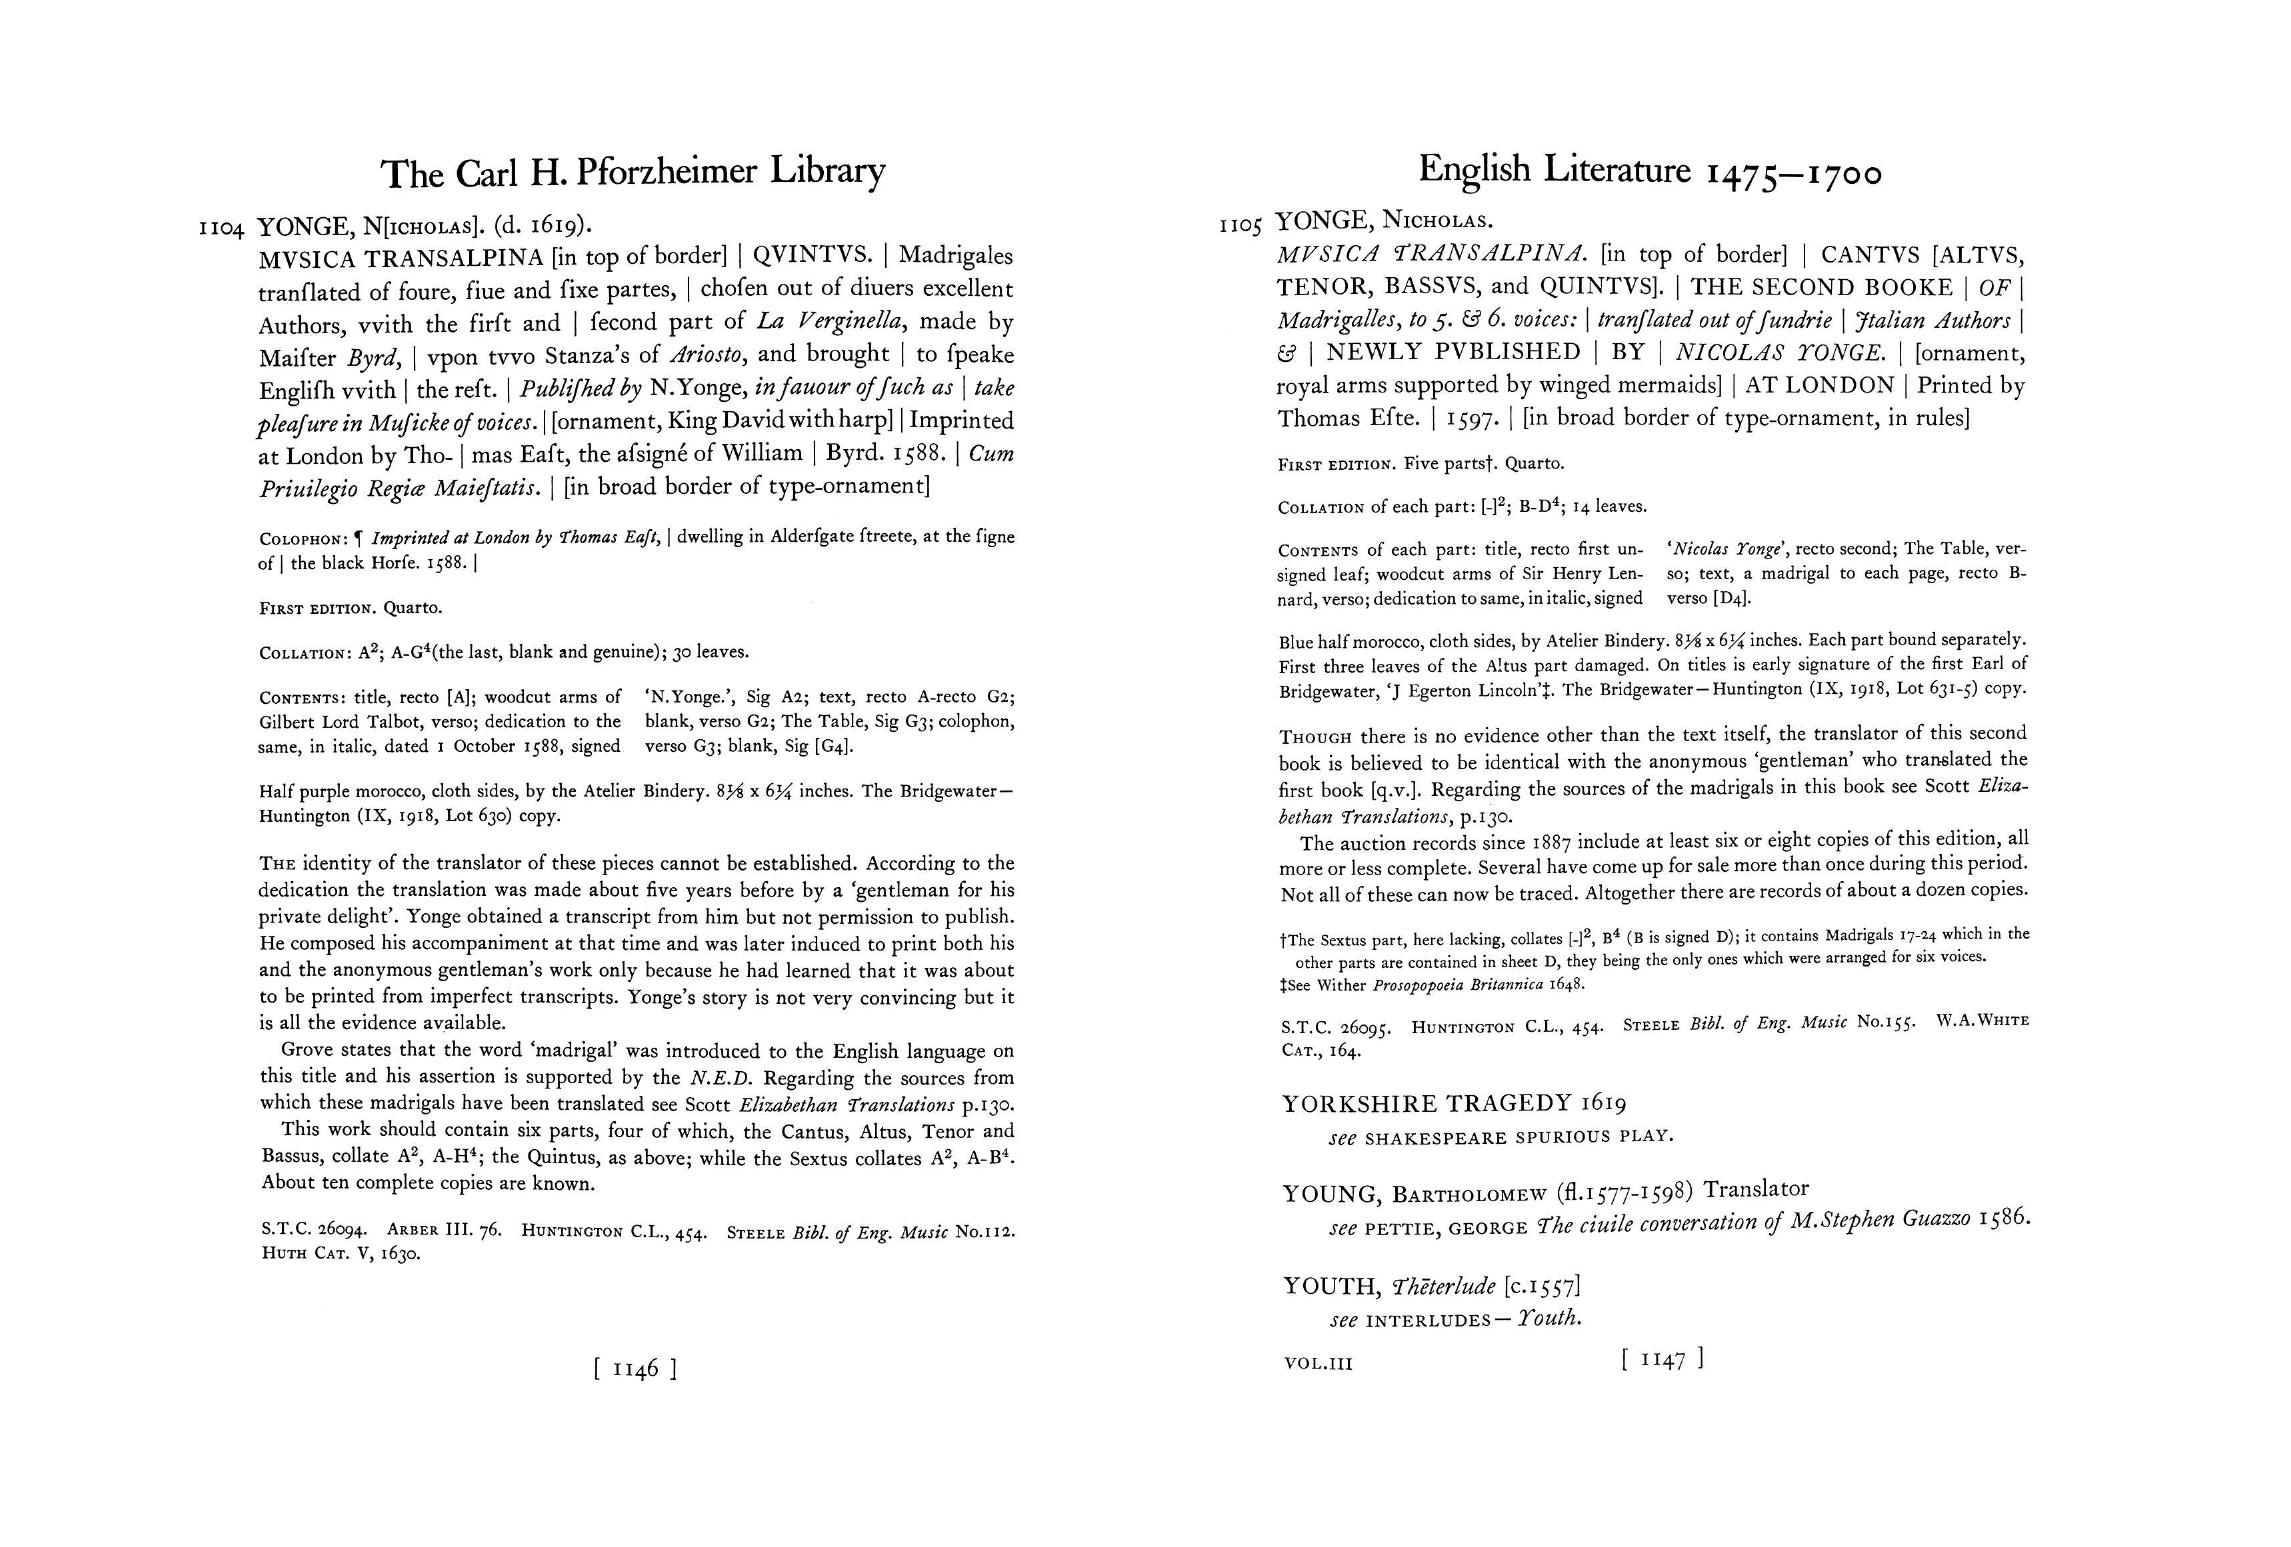 The Carl H. Pforzheimer Library
1104 YONGE, N[ICHOLAS]. (d. 1619).
MVSICA TRANSALPINA [in top of border] | QVINTVS. | Madrigales
tranſlated of foure, fiue and ſixe partes, | choſen out of diuers excellent
Authors, vvith the firſt and | ſecond part of La Verginella, made by
Maiſter Byrd, | vpon tvvo Stanza's of Ariosto, and brought | to ſpeake
Engliſh vvith | the reſt. | Publiſhed by N.Yonge, in fauour of ſuch as | take
pleaſure in Muſicke of voices. | [ornament, King David with harp] | Imprinted
at London by Tho- | mas Eaſt, the aſsigné of William | Byrd. 1588. | Cum
Priuilegio Regiæ Maieſtatis. | [in broad border of type-ornament]
COLOPHON: ¶ Imprinted at London by Thomas Eaſt, | dwelling in Alderſgate ſtreete, at the ſigne
of | the black Horſe. 1588. |
FIRST EDITION. Quarto.
COLLATION: A²; A-G⁴(the last, blank and genuine); 30 leaves.
CONTENTS: title, recto [A]; woodcut arms of
Gilbert Lord Talbot, verso; dedication to the
same, in italic, dated 1 October 1588, signed
'N.Yonge.', Sig A2; text, recto A-recto G2;
blank, verso G2; The Table, Sig G3; colophon,
verso G3; blank, Sig [G4].
Half purple morocco, cloth sides, by the Atelier Bindery. 8⅛ x 6¼ inches. The Bridgewater—
Huntington (IX, 1918, Lot 630) copy.
THE identity of the translator of these pieces cannot be established. According to the
dedication the translation was made about five years before by a 'gentleman for his
private delight'. Yonge obtained a transcript from him but not permission to publish.
He composed his accompaniment at that time and was later induced to print both his
and the anonymous gentleman's work only because he had learned that it was about
to be printed from imperfect transcripts. Yonge's story is not very convincing but it
is all the evidence available.
Grove states that the word 'madrigal' was introduced to the English language on
this title and his assertion is supported by the N.E.D. Regarding the sources from
which these madrigals have been translated see Scott Elizabethan Translations p.130.
This work should contain six parts, four of which, the Cantus, Altus, Tenor and
Bassus, collate A², A-H⁴; the Quintus, as above; while the Sextus collates A², A-B⁴.
About ten complete copies are known.
S.T.C. 26094. ARBER III. 76. HUNTINGTON C.L., 454. STEELE Bibl. of Eng. Music No.112.
HUTH CAT. V, 1630.
[ 1146 ]
English Literature 1475—1700
1105 YONGE, NICHOLAS.
MVSICA TRANSALPINA. [in top of border] | CANTVS [ALTVS,
TENOR, BASSVS, and QUINTVS]. | THE SECOND BOOKE | OF |
Madrigalles, to 5. & 6. voices: | tranſlated out of ſundrie | Italian Authors |
& | NEWLY PVBLISHED | BY | NICOLAS YONGE. | [ornament,
royal arms supported by winged mermaids] | AT LONDON | Printed by
Thomas Eſte. | 1597. | [in broad border of type-ornament, in rules]
FIRST EDITION. Five parts†. Quarto.
COLLATION of each part: [-]²; B-D⁴; 14 leaves.
CONTENTS of each part: title, recto first un-
signed leaf; woodcut arms of Sir Henry Len-
nard, verso; dedication to same, in italic, signed
'Nicolas Yonge', recto second; The Table, ver-
so; text, a madrigal to each page, recto B-
verso [D4].
Blue half morocco, cloth sides, by Atelier Bindery. 8⅛ x 6¼ inches. Each part bound separately.
First three leaves of the Altus part damaged. On titles is early signature of the first Earl of
Bridgewater, 'J Egerton Lincoln'‡. The Bridgewater—Huntington (IX, 1918, Lot 631-5) copy.
THOUGH there is no evidence other than the text itself, the translator of this second
book is believed to be identical with the anonymous 'gentleman' who translated the
first book [q.v.]. Regarding the sources of the madrigals in this book see Scott Eliza-
bethan Translations, p.130.
The auction records since 1887 include at least six or eight copies of this edition, all
more or less complete. Several have come up for sale more than once during this period.
Not all of these can now be traced. Altogether there are records of about a dozen copies.
†The Sextus part, here lacking, collates [-]², B⁴ (B is signed D); it contains Madrigals 17-24 which in the
other parts are contained in sheet D, they being the only ones which were arranged for six voices.
‡See Wither Prosopopoeia Britannica 1648.
S.T.C. 26095. HUNTINGTON C.L., 454. STEELE Bibl. of Eng. Music No.155. W.A.WHITE
CAT., 164.
YORKSHIRE TRAGEDY 1619
see SHAKESPEARE SPURIOUS PLAY.
YOUNG, BARTHOLOMEW (fl.1577-1598) Translator
see PETTIE, GEORGE The ciuile conversation of M.Stephen Guazzo 1586.
YOUTH, Thēterlude [c.1557]
see INTERLUDES— Youth.
VOL.III
[ 1147 ]